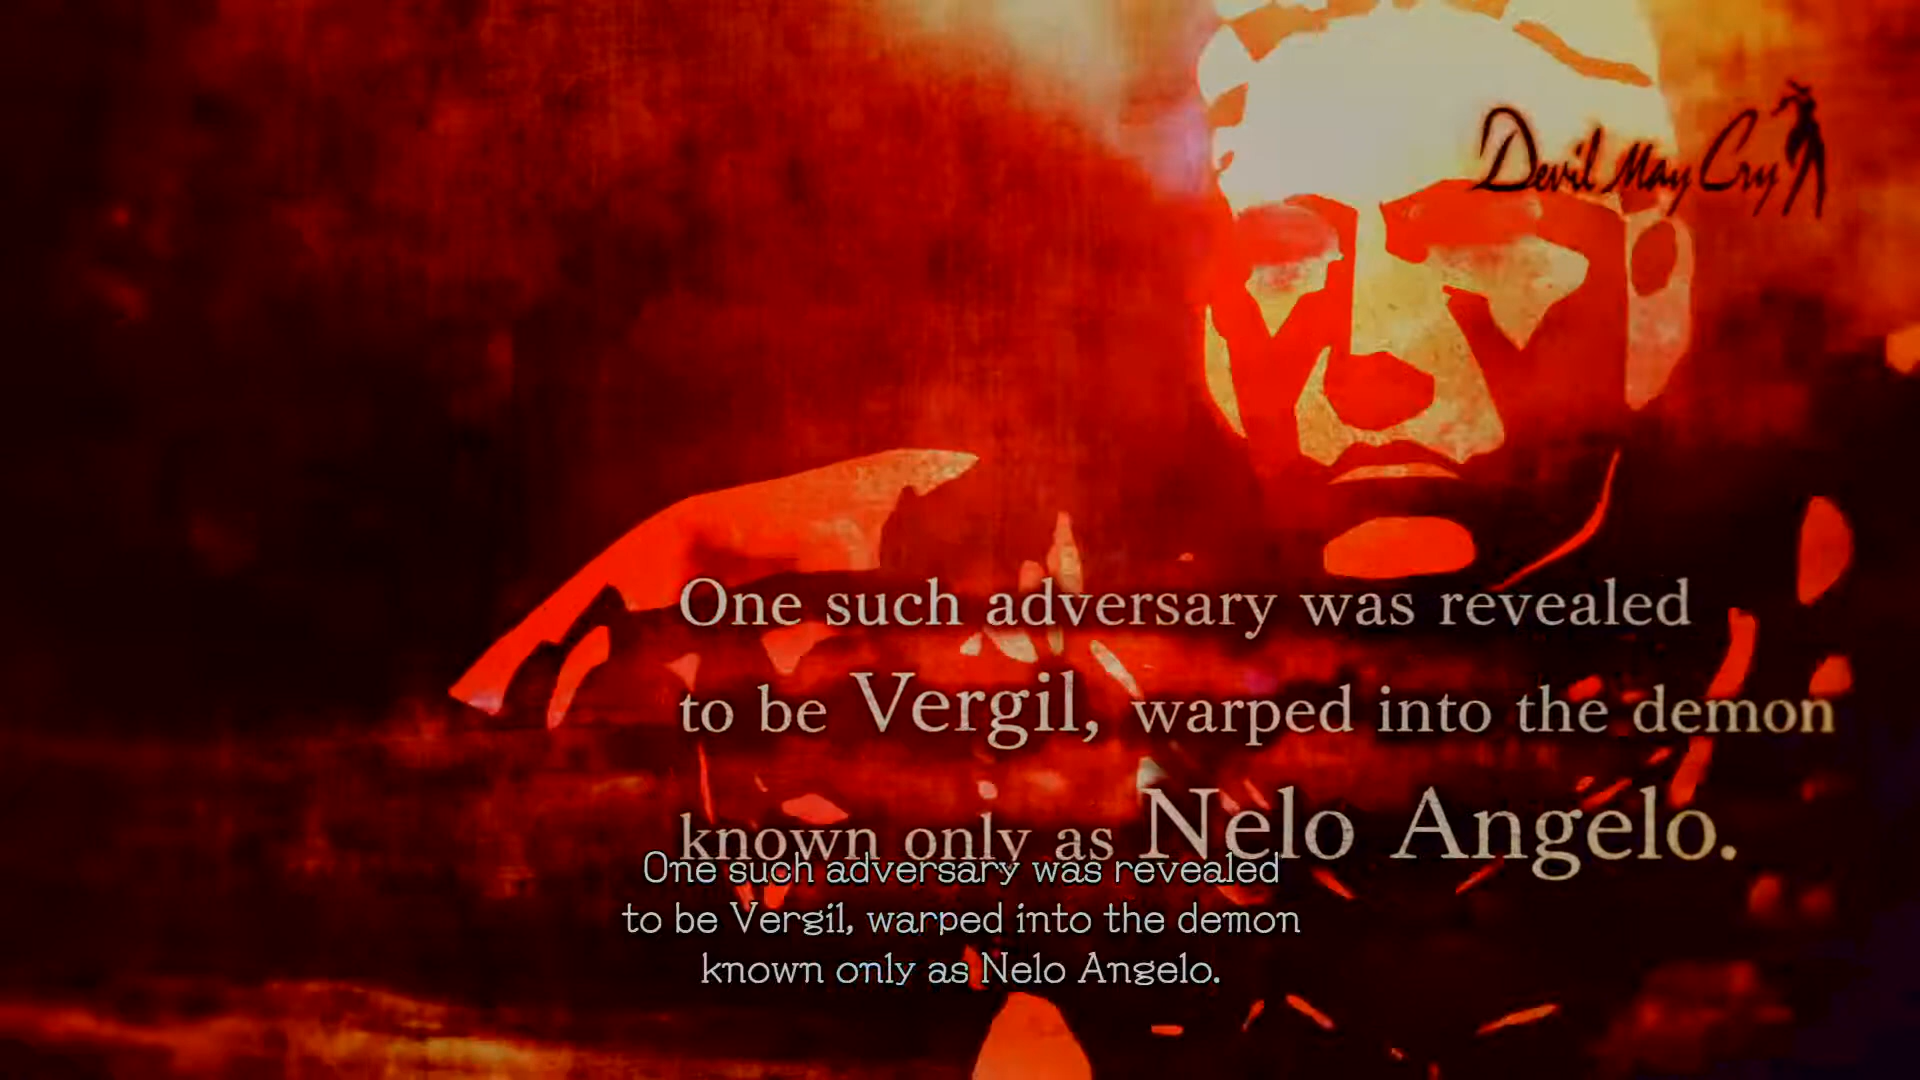 Devil May Cry
One such adversary was revealed
to be Vergil, warped into the demon
known only as Nelo Angelo.
One such adversary was revealed
to be Vergil, warped into the demon
known only as Nelo Angelo.